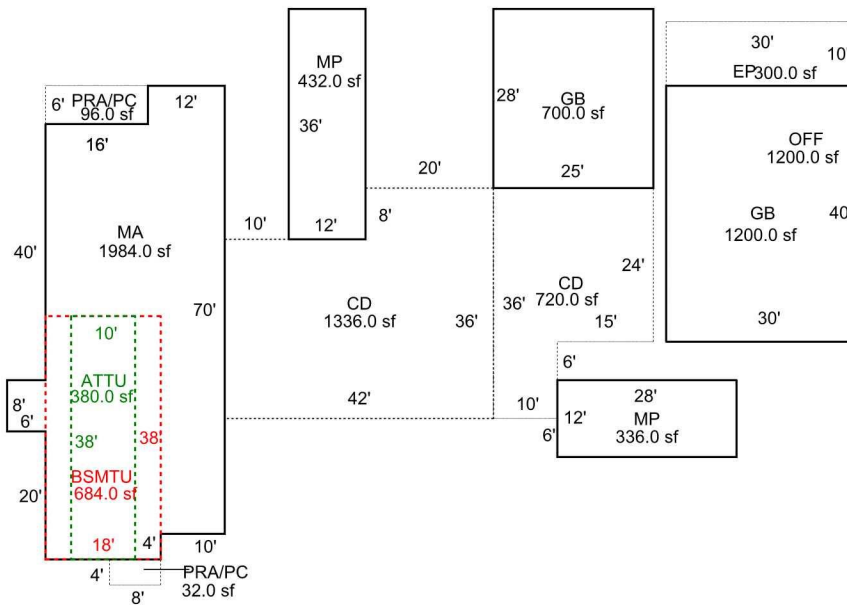 30'
10'
MP
432.0 sf
EP 300.0 sf
6'
PRA/PC
96.0 sf
12'
28'
GB
700.0 sf
36'
OFF
1200.0 sf
16'
20'
25'
10'
12'
8'
GB
1200.0 sf
40'
MA
1984.0 sf
40'
24'
CD
720.0 sf
70'
CD
1336.0 sf
36'
36'
15'
30'
10'
6'
ATTU
380.0 sf
8'
6'
42'
10'
28'
12'
MP
336.0 sf
6'
38'
38'
BSMTU
684.0 sf
20'
18'
4'
10'
4'
PRA/PC
32.0 sf
8'